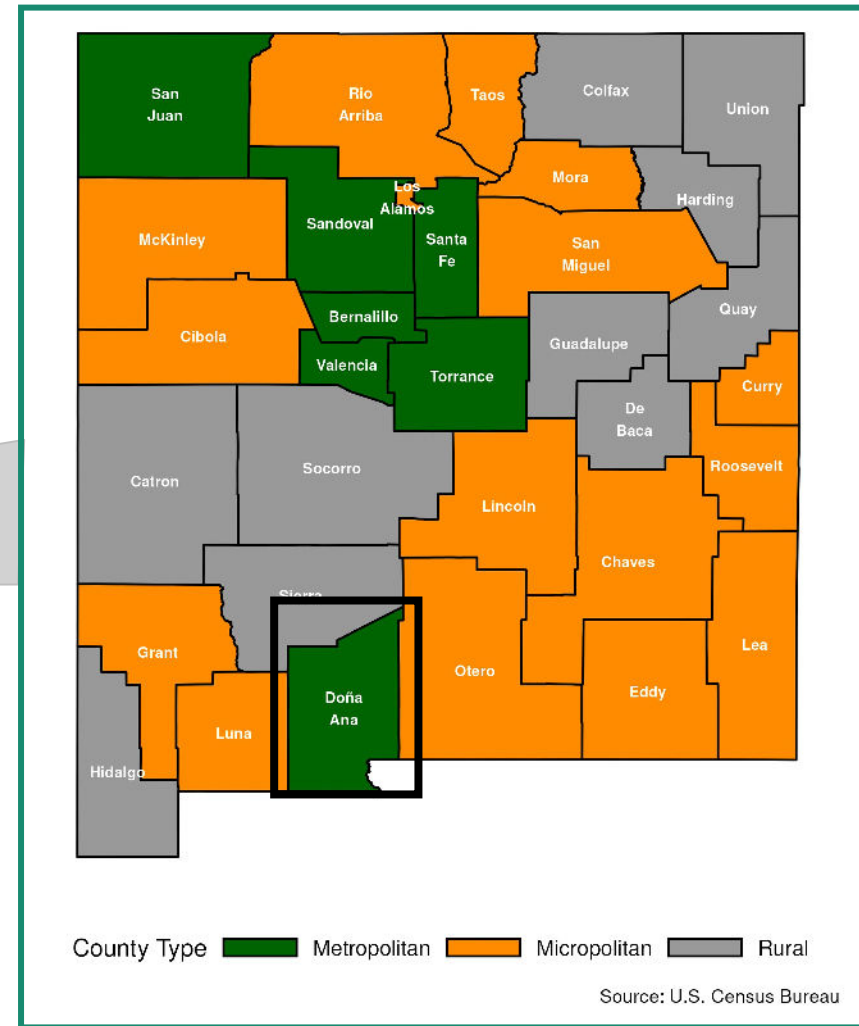 San
Juan
Rio
Arriba
Taos
Colfax
Union
Mora
Harding
Los
Alamos
McKinley
Sandoval
Santa
Fe
San
Miguel
Quay
Bernalillo
Cibola
Guadalupe
Valencia
Torrance
Curry
De
Baca
Roosevelt
Socorro
Catron
Lincoln
Chaves
Sierra
Grant
Otero
Lea
Doña
Ana
Eddy
Luna
Hidalgo
County Type Metropolitan Micropolitan Rural
Source: U.S. Census Bureau